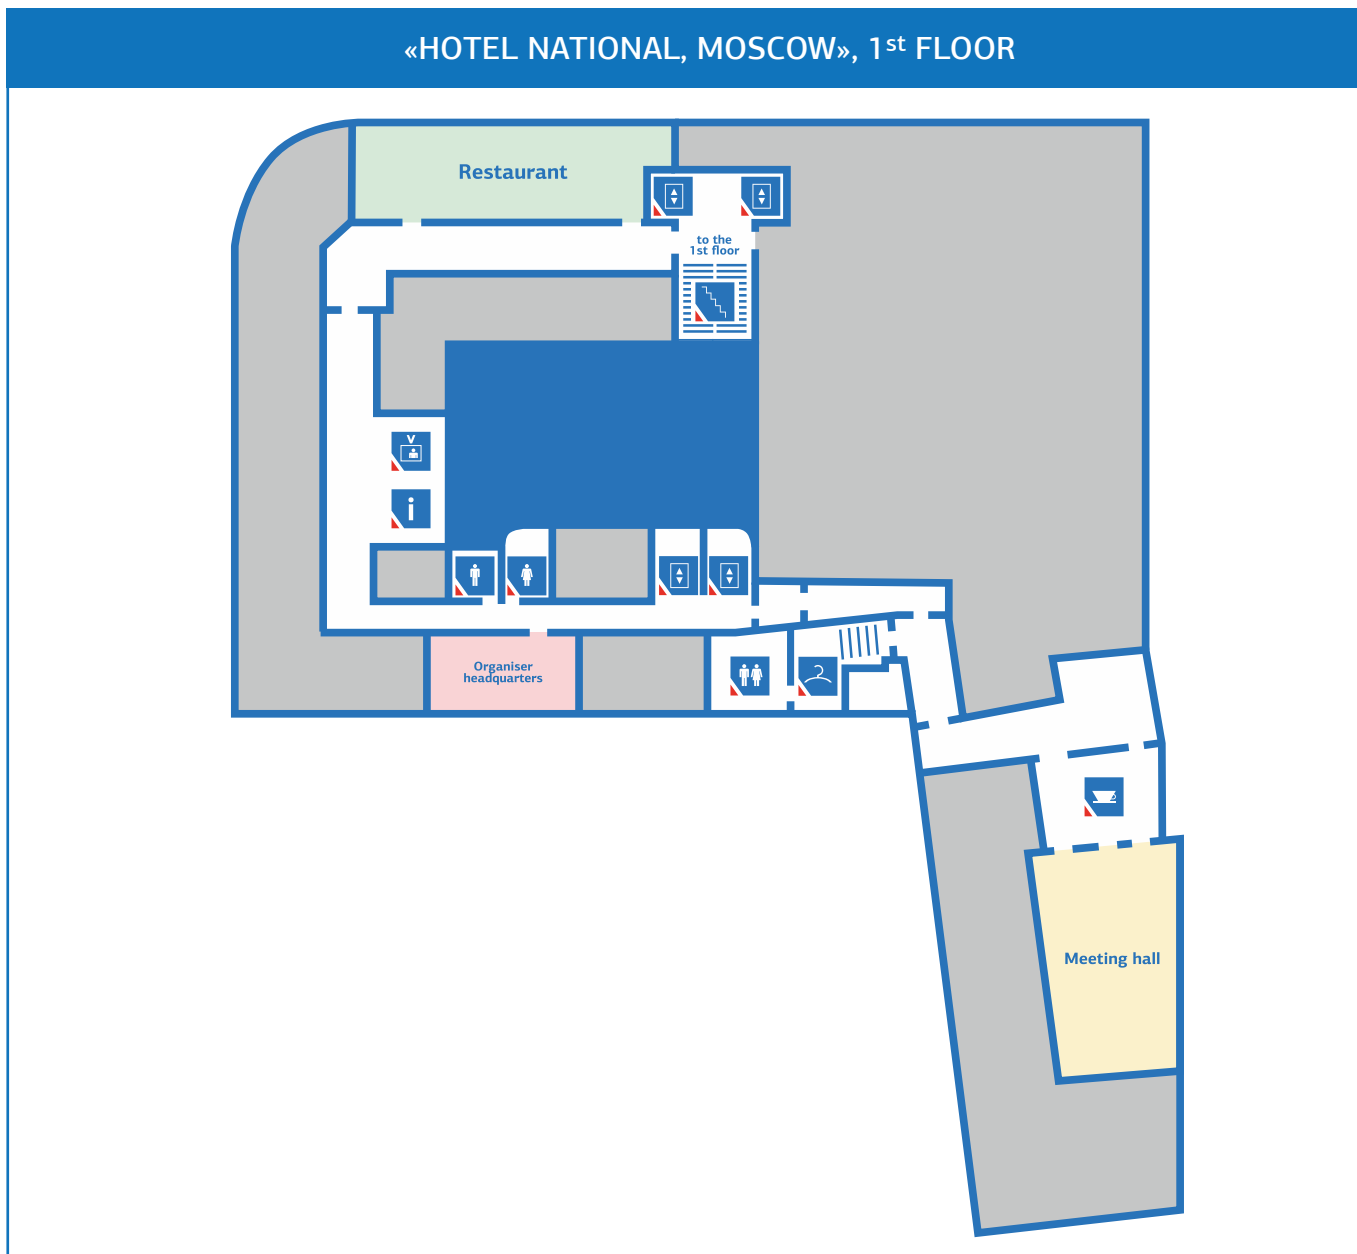 «HOTEL NATIONAL, MOSCOW», 1st FLOOR
Restaurant
to the
1st floor
V
i
Organiser
headquarters
Meeting hall